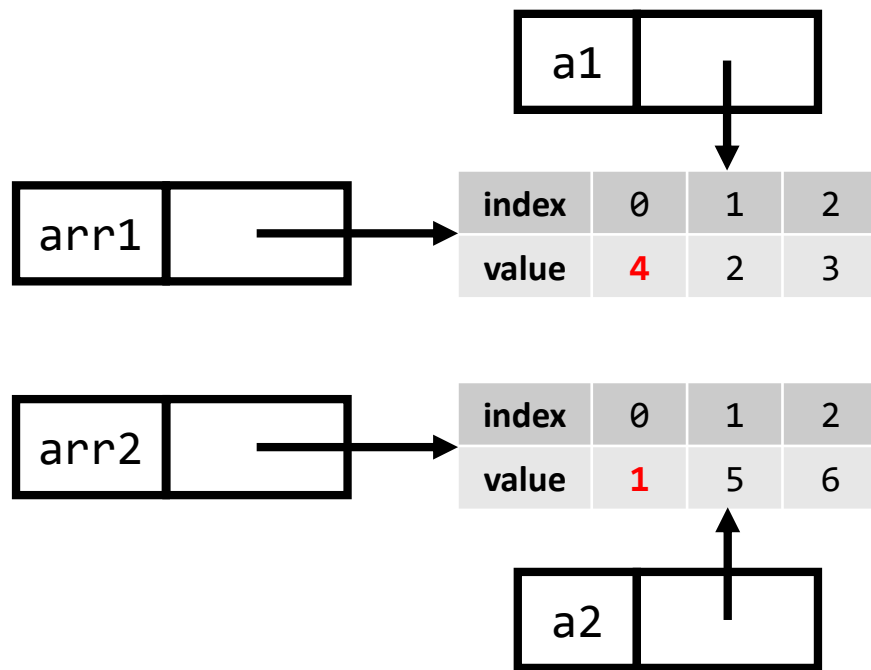 a1
arr1
index 0 1 2
value 4 2 3
arr2
index 0 1 2
value 1 5 6
a2